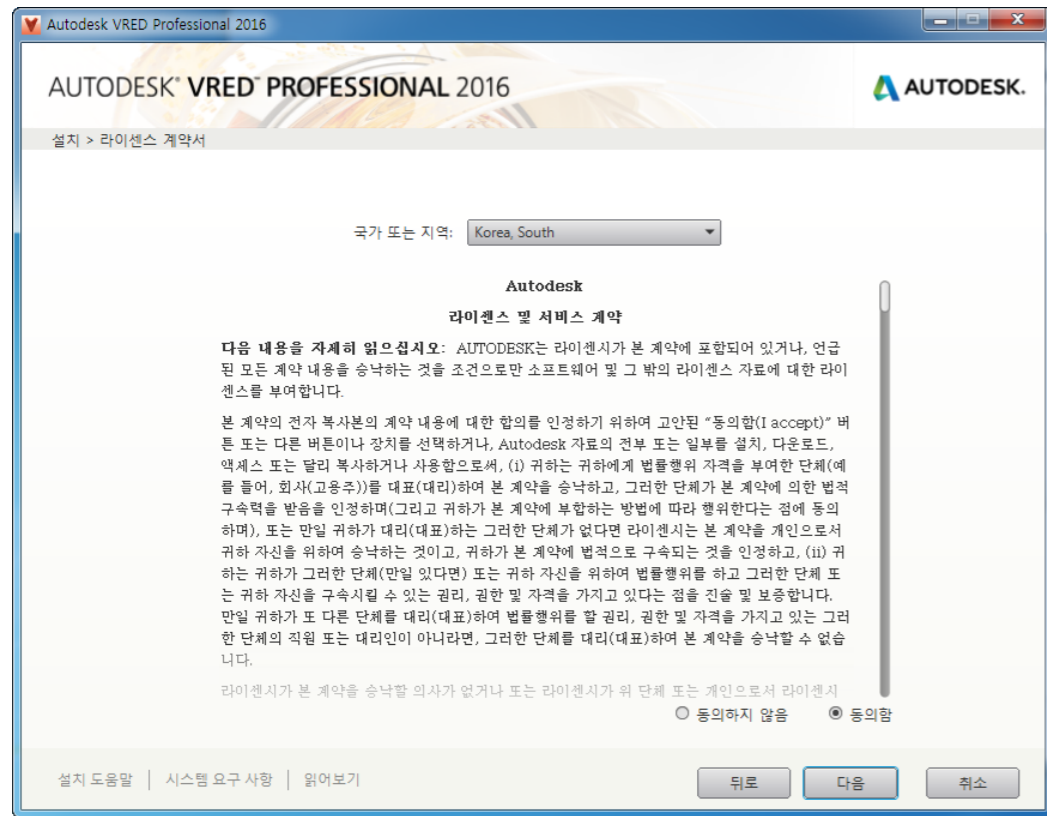 Autodesk VRED Professional 2016
AUTODESK® VRED™ PROFESSIONAL 2016
AUTODESK.
설치 > 라이센스 계약서
국가 또는 지역: Korea, South
Autodesk
라이센스 및 서비스 계약
다음 내용을 자세히 읽으십시오: AUTODESK는 라이센시가 본 계약에 포함되어 있거나, 언급
된 모든 계약 내용을 승낙하는 것을 조건으로만 소프트웨어 및 그 밖의 라이센스 자료에 대한 라이
센스를 부여합니다.
본 계약의 전자 복사본의 계약 내용에 대한 합의를 인정하기 위하여 고안된 “동의함(I accept)” 버
튼 또는 다른 버튼이나 장치를 선택하거나, Autodesk 자료의 전부 또는 일부를 설치, 다운로드,
액세스 또는 달리 복사하거나 사용함으로써, (i) 귀하는 귀하에게 법률행위 자격을 부여한 단체(예
를 들어, 회사(고용주))를 대표(대리)하여 본 계약을 승낙하고, 그러한 단체가 본 계약에 의한 법적
구속력을 받음을 인정하며(그리고 귀하가 본 계약에 부합하는 방법에 따라 행위한다는 점에 동의
하며), 또는 만일 귀하가 대리(대표)하는 그러한 단체가 없다면 라이센시는 본 계약을 개인으로서
귀하 자신을 위하여 승낙하는 것이고, 귀하가 본 계약에 법적으로 구속되는 것을 인정하고, (ii) 귀
하는 귀하가 그러한 단체(만일 있다면) 또는 귀하 자신을 위하여 법률행위를 하고 그러한 단체 또
는 귀하 자신을 구속시킬 수 있는 권리, 권한 및 자격을 가지고 있다는 점을 진술 및 보증합니다.
만일 귀하가 또 다른 단체를 대리(대표)하여 법률행위를 할 권리, 권한 및 자격을 가지고 있는 그러
한 단체의 직원 또는 대리인이 아니라면, 그러한 단체를 대리(대표)하여 본 계약을 승낙할 수 없습
니다.
라이센시가 본 계약을 승낙할 의사가 없거나 또는 라이센시가 위 단체 또는 개인으로서 라이센시
동의하지 않음 동의함
설치 도움말 | 시스템 요구 사항 | 읽어보기
뒤로 다음 취소